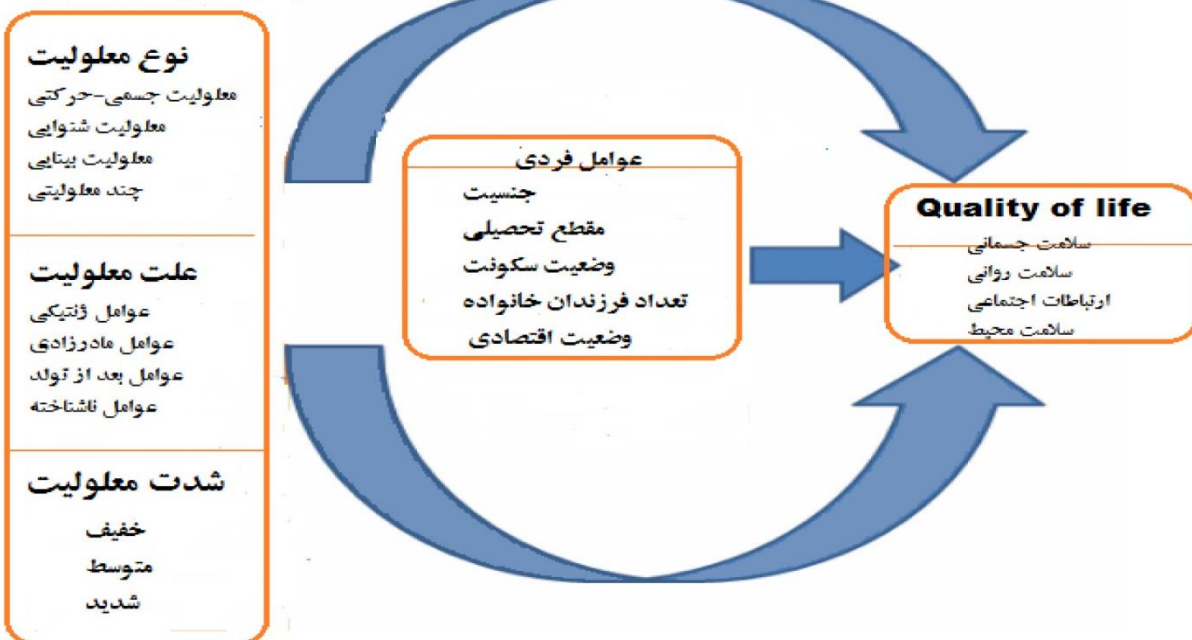 نوع معلولیت
معلولیت جسمی-حرکتی
معلولیت شنوایی
معلولیت بینایی
چند معلولیتی
علت معلولیت
عوامل ژنتیکی
عوامل مادرزادی
عوامل بعد از تولد
عوامل ناشناخته
شدت معلولیت
خفیف
متوسط
شدید
عوامل فردی
جنسیت
مقطع تحصیلی
وضعیت سکونت
تعداد فرزندان خانواده
وضعیت اقتصادی
Quality of life
سلامت جسمانی
سلامت روانی
ارتباطات اجتماعی
سلامت محیط